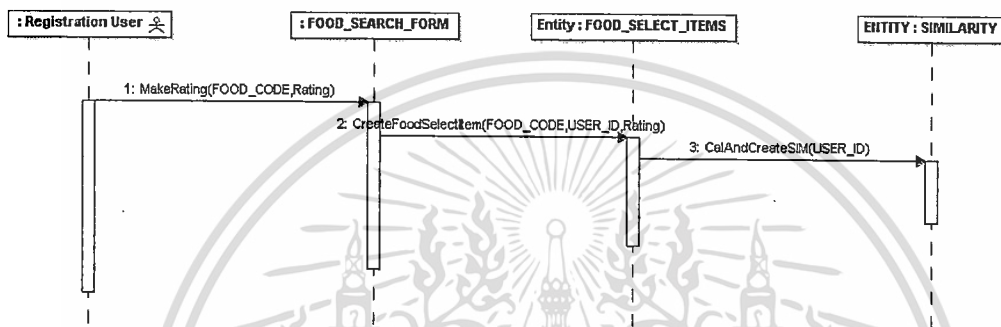 : Registration User
: FOOD_SEARCH_FORM
Entity : FOOD_SELECT_ITEMS
ENTITY : SIMILARITY
1: MakeRating(FOOD_CODE,Rating)
2: CreateFoodSelectItem(FOOD_CODE,USER_ID,Rating)
3: CalAndCreateSIM(USER_ID)